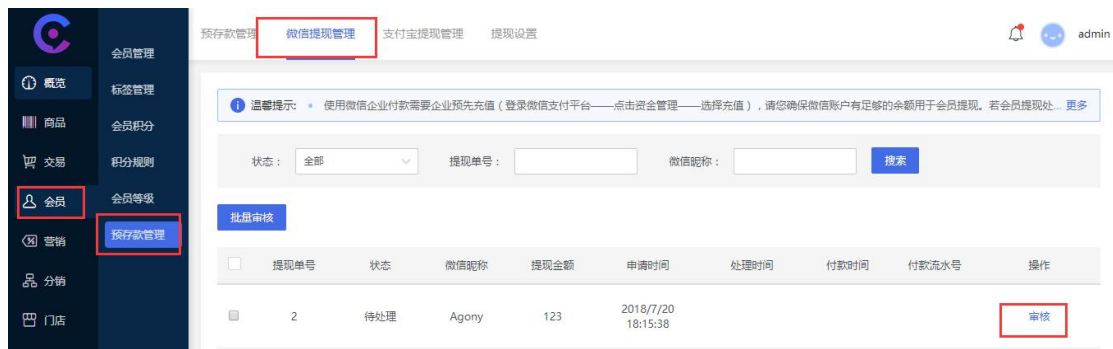 预存款管理 微信提现管理 支付宝提现管理 提现设置 admin
会员管理
概览 标签管理
温馨提示: • 使用微信企业付款需要企业预先充值（登录微信支付平台——点击资金管理——选择充值）, 请您确保微信账户有足够的余额用于会员提现。若会员提现处... 更多
商品 会员积分
交易 积分规则
状态： 全部 提现单号： 微信昵称： 搜索
会员 会员等级
批量审核
营销 预存款管理
提现单号 状态 微信昵称 提现金额 申请时间 处理时间 付款时间 付款流水号 操作
分销
门店
2 待处理 Agony 123 2018/7/20 审核
18:15:38